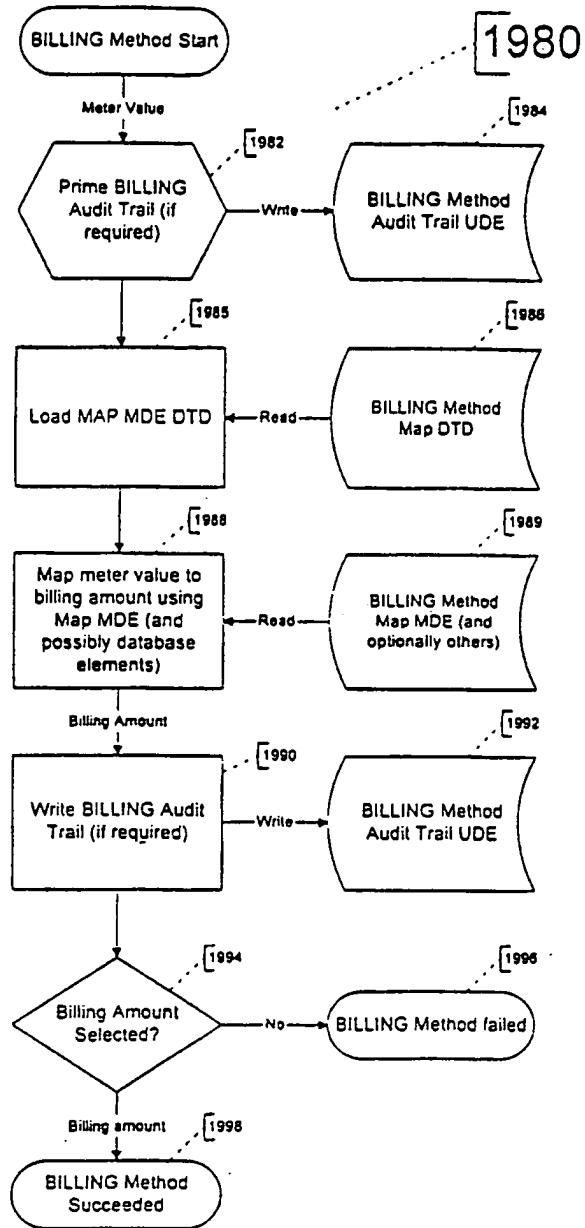 BILLING Method Start
1980
Meter Value
1982
1984
Prime BILLING
Audit Trail (if
required)
Write
BILLING Method
Audit Trail UDE
1985
1986
Load MAP MDE DTD
Read
BILLING Method
Map DTD
1988
1989
Map meter value to
billing amount using
Map MDE (and
possibly database
elements)
Read
BILLING Method
Map MDE (and
optionally others)
Billing Amount
1990
1992
Write BILLING Audit
Trail (if required)
Write
BILLING Method
Audit Trail UDE
1994
1996
Billing Amount
Selected?
No
BILLING Method failed
Billing amount
1998
BILLING Method
Succeeded